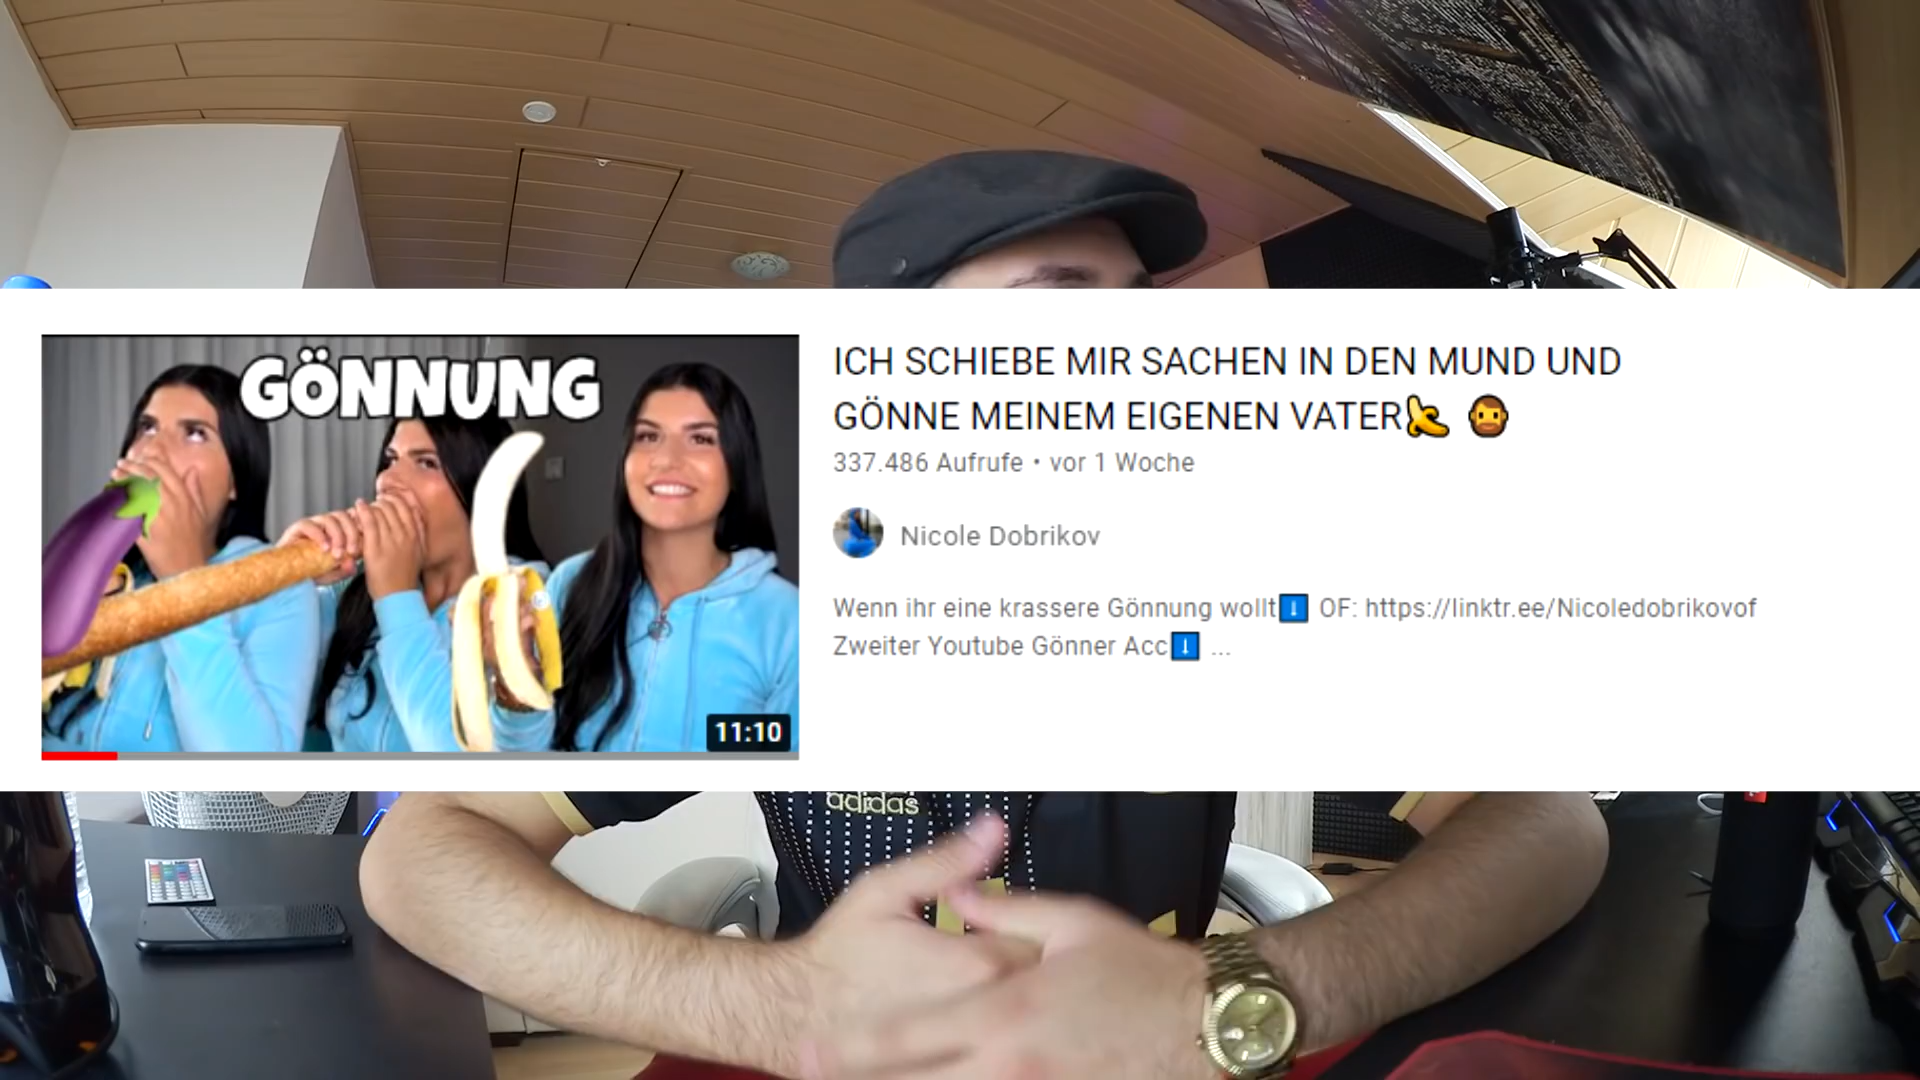 GÖNNUNG
11:10
ICH SCHIEBE MIR SACHEN IN DEN MUND UND
GÖNNE MEINEM EIGENEN VATER
337.486 Aufrufe • vor 1 Woche
Nicole Dobrikov
Wenn ihr eine krassere Gönnung wollt⬇️ OF: https://linktr.ee/Nicoledobrikovof
Zweiter Youtube Gönner Acc⬇️ ...
adidas